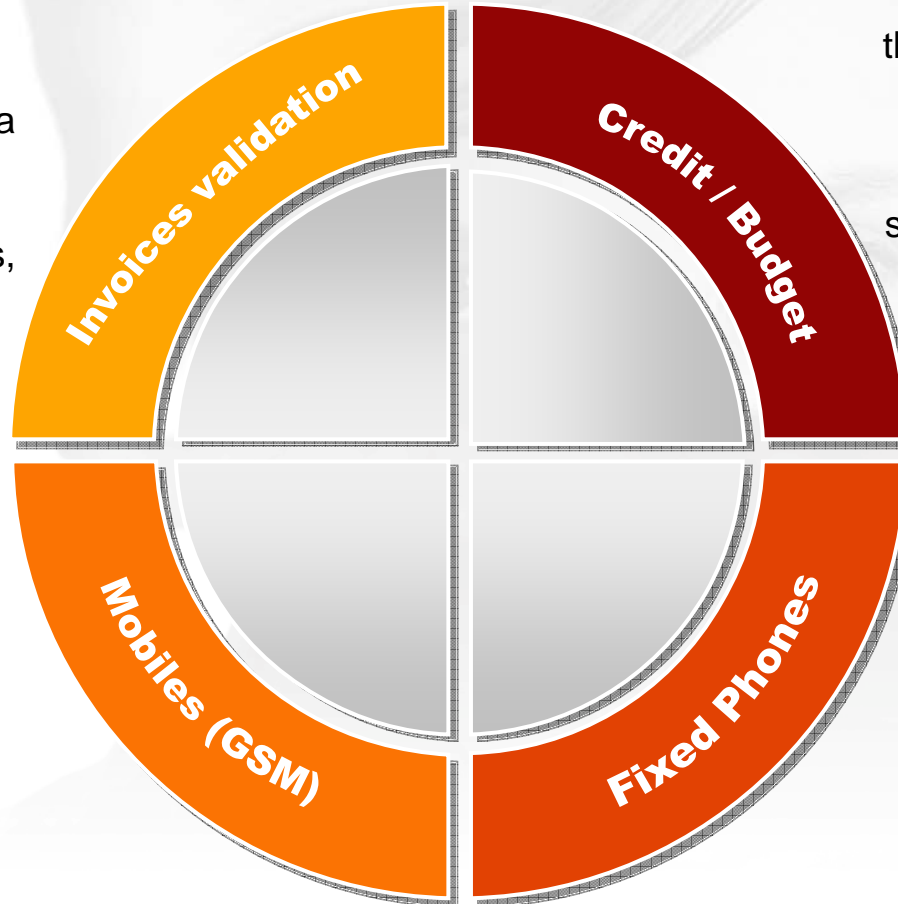 Invoices validation
Credit / Budget
Mobiles (GSM)
Fixed Phones
a